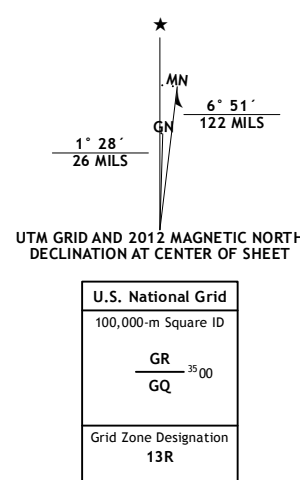 ★
MN
6° 51´
122 MILS
GN
1° 28´
26 MILS
UTM GRID AND 2012 MAGNETIC NORTH
DECLINATION AT CENTER OF SHEET
U.S. National Grid
100,000-m Square ID
GR
3500
GQ
Grid Zone Designation
13R